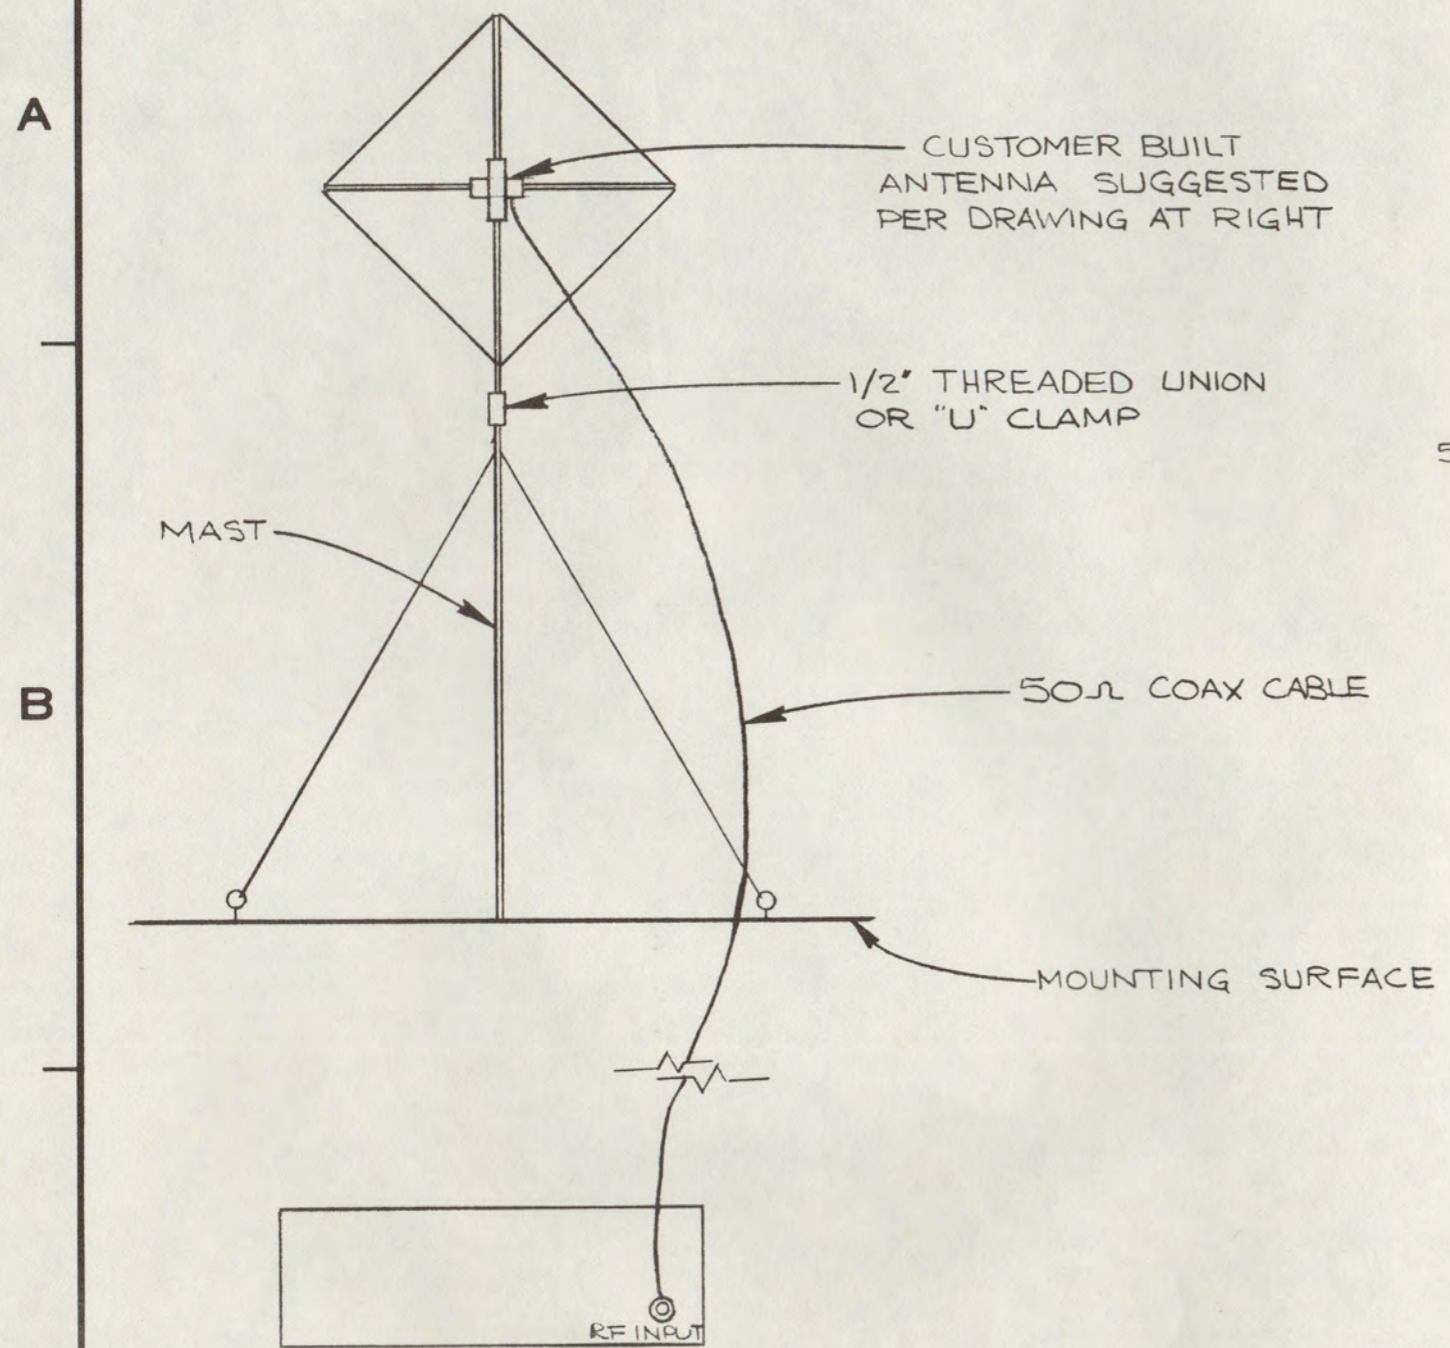 A
CUSTOMER BUILT
ANTENNA SUGGESTED
PER DRAWING AT RIGHT
1/2" THREADED UNION
OR "U" CLAMP
5
MAST
B
50Ω COAX CABLE
MOUNTING SURFACE
RF INPUT